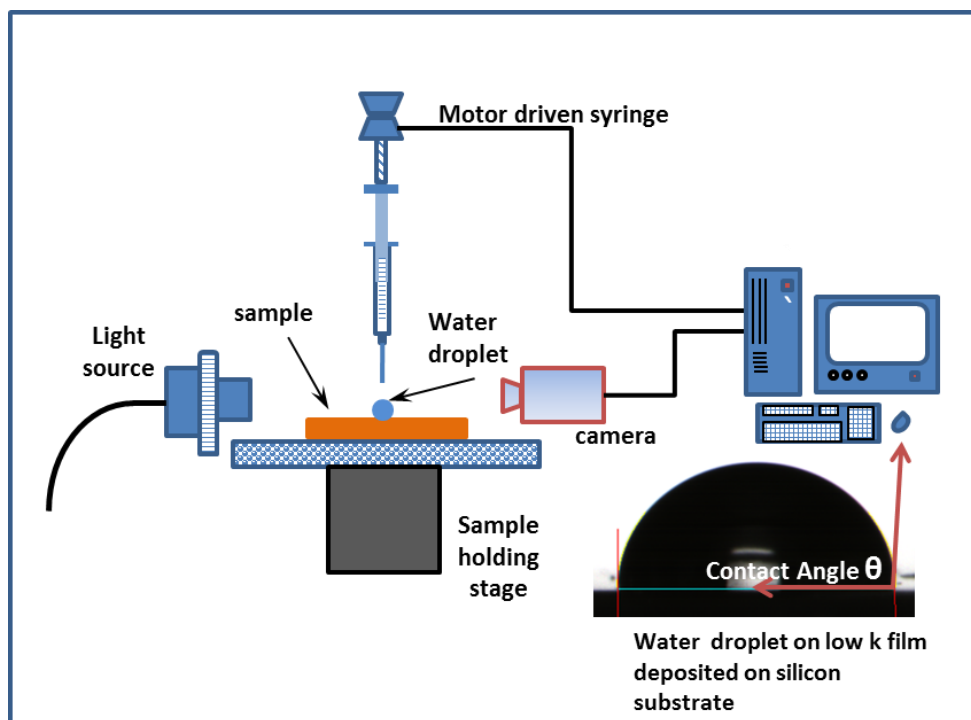 Motor driven syringe
sample
Water
droplet
Light
source
camera
Sample
holding
stage
Contact Angle θ
Water  droplet on low k film
deposited on silicon
substrate